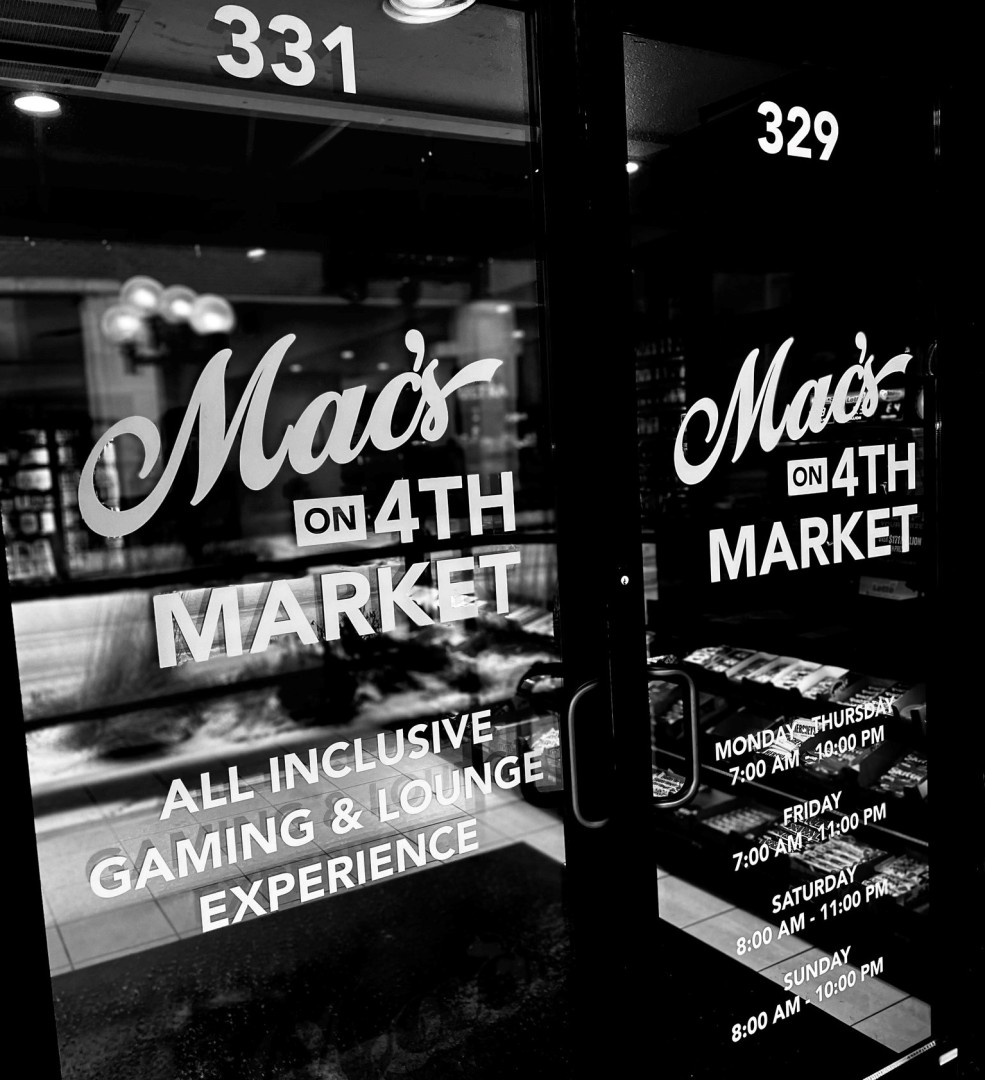 331
Mac's
ON 4TH
MARKET
ALL INCLUSIVE
GAMING & LOUNGE
EXPERIENCE
329
Mac's
ON 4TH
MARKET
MONDAY - THURSDAY
7:00 AM - 10:00 PM
FRIDAY
7:00 AM - 11:00 PM
SATURDAY
8:00 AM - 11:00 PM
SUNDAY
8:00 AM - 10:00 PM